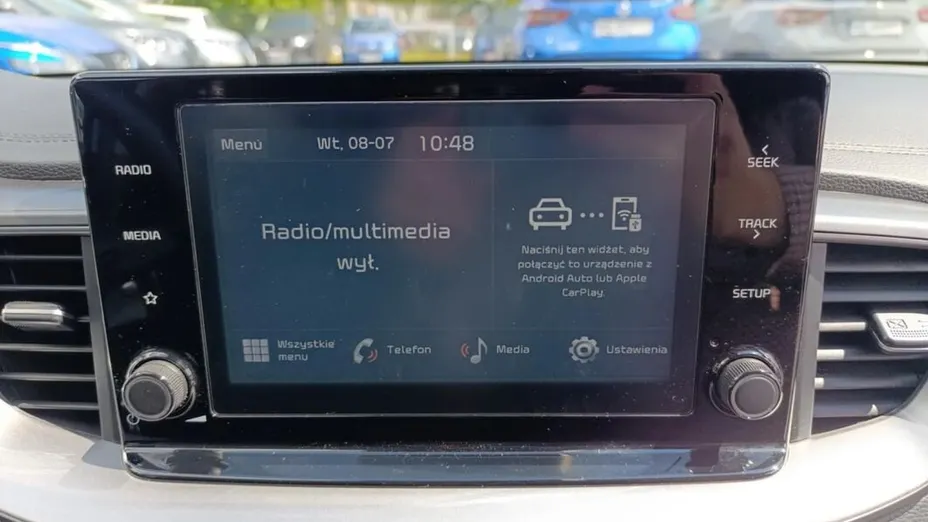 RADIO
MEDIA
Menu
Wt, 08-07
10:48
Radio/multimedia
wył.
Naciśnij ten widżet, aby
połączyć to urządzenie z
Android Auto lub Apple
CarPlay.
Wszystkie
menu
Telefon
Media
Ustawienia
< SEEK
TRACK >
SETUP